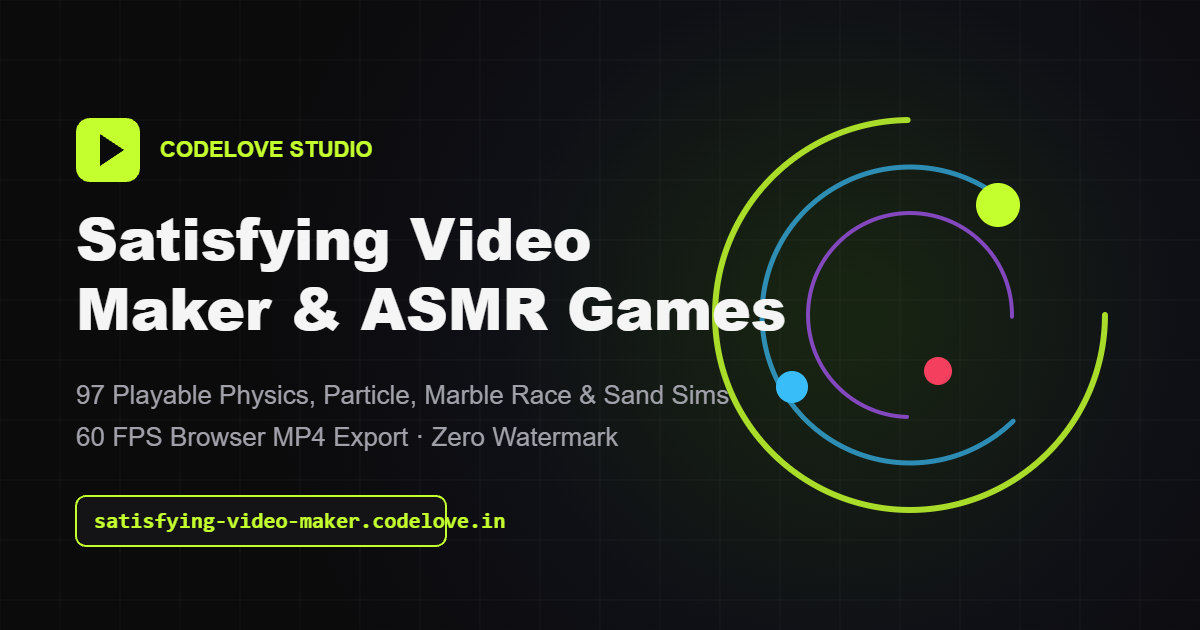 CODELOVE STUDIO
Satisfying Video
Maker & ASMR Games
97 Playable Physics, Particle, Marble Race & Sand Sims
60 FPS Browser MP4 Export · Zero Watermark
satisfying-video-maker.codelove.in